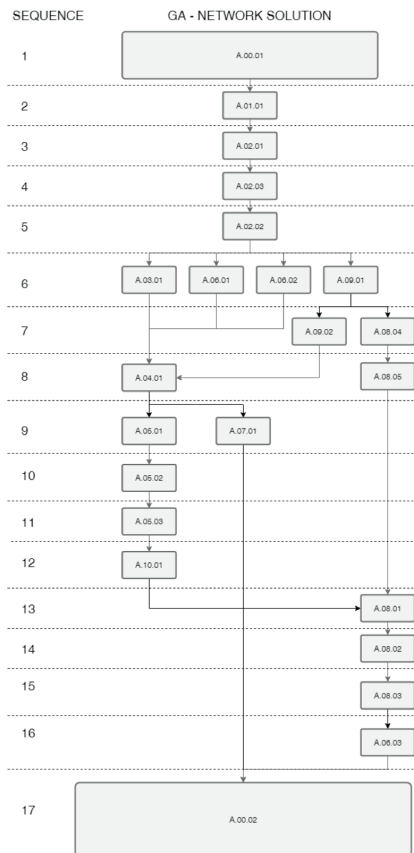 SEQUENCE GA - NETWORK SOLUTION
1 A.00.01
2 A.01.01
3 A.02.01
4 A.02.03
5 A.02.02
6 A.03.01 A.06.01 A.06.02 A.09.01
7 A.09.02 A.08.04
8 A.04.01 A.08.05
9 A.05.01 A.07.01
10 A.05.02
11 A.05.03
12 A.10.01
13 A.08.01
14 A.08.02
15 A.08.03
16 A.06.03
17 A.00.02